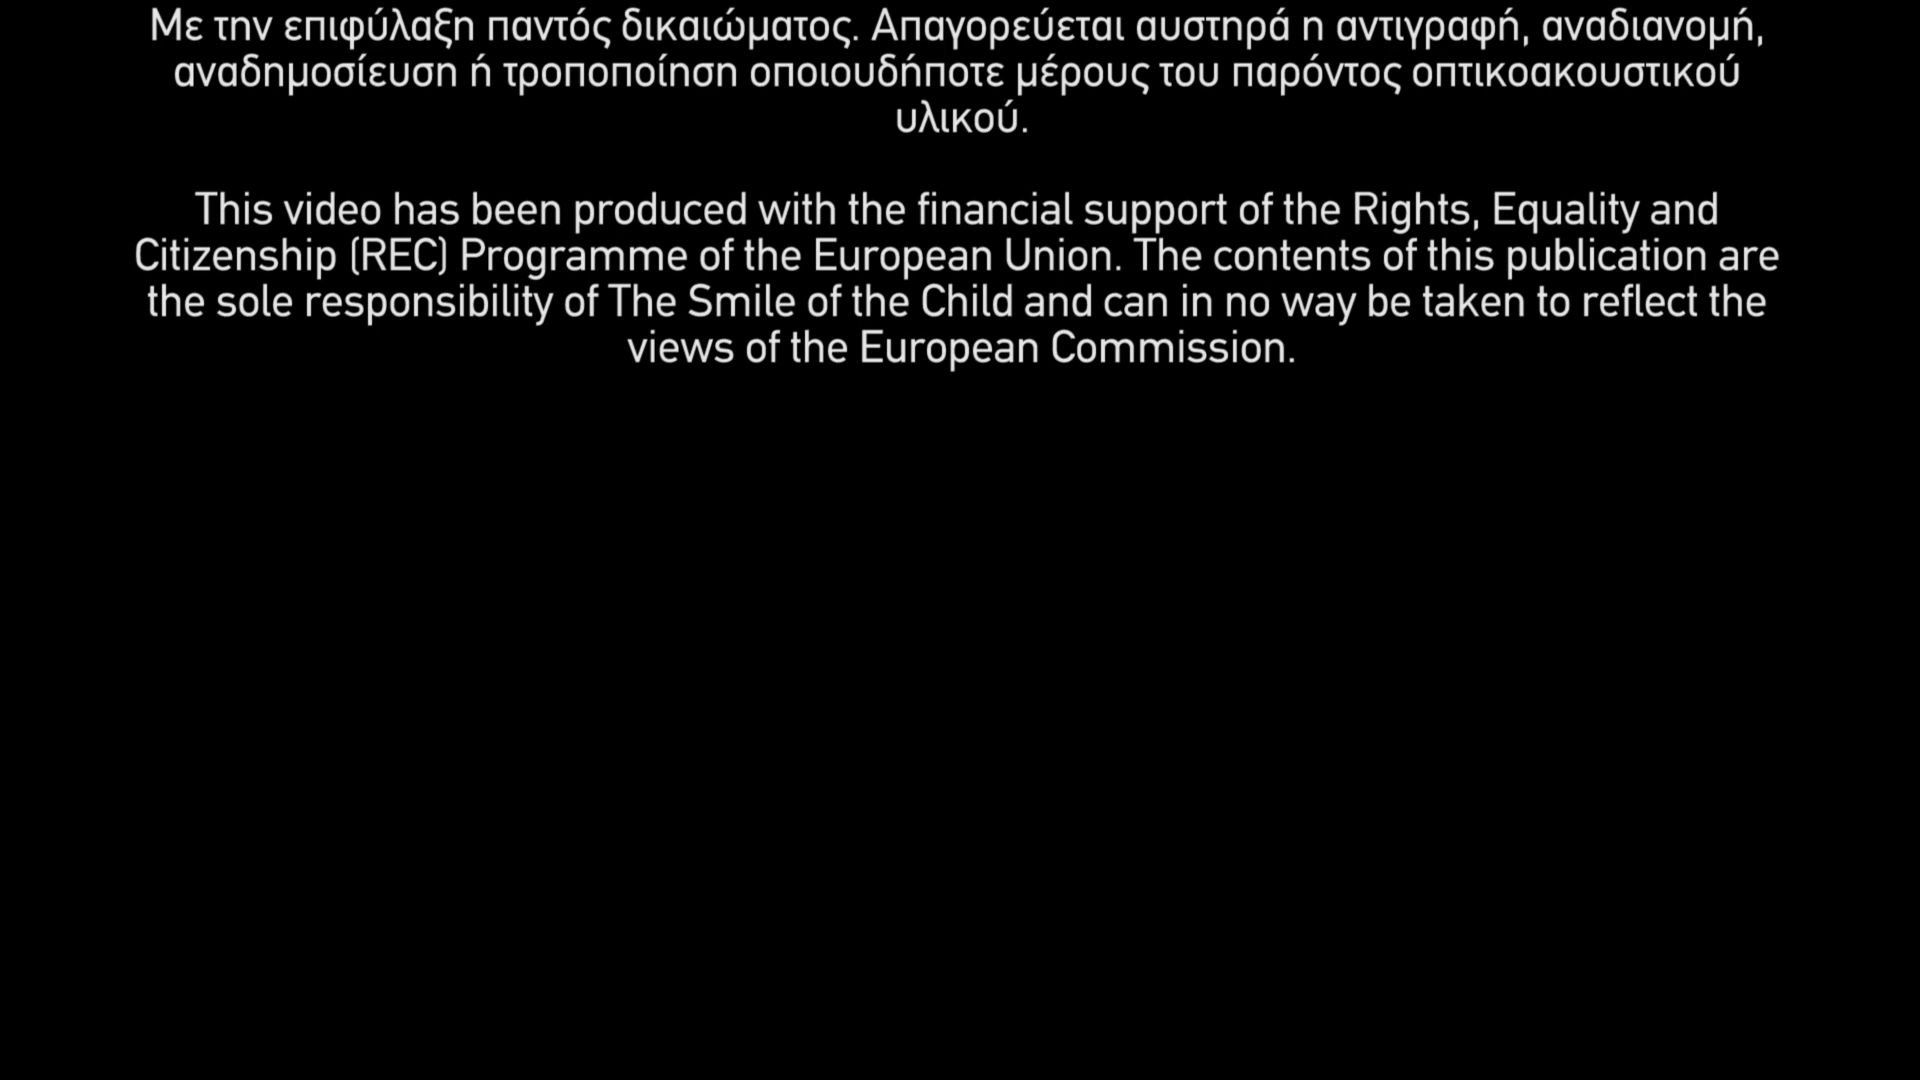 Με την επιφύλαξη παντός δικαιώματος. Απαγορεύεται αυστηρά η αντιγραφή, αναδιανομή,
αναδημοσίευση ή τροποποίηση οποιουδήποτε μέρους του παρόντος οπτικοακουστικού
υλικού.
This video has been produced with the financial support of the Rights, Equality and
Citizenship (REC) Programme of the European Union. The contents of this publication are
the sole responsibility of The Smile of the Child and can in no way be taken to reflect the
views of the European Commission.